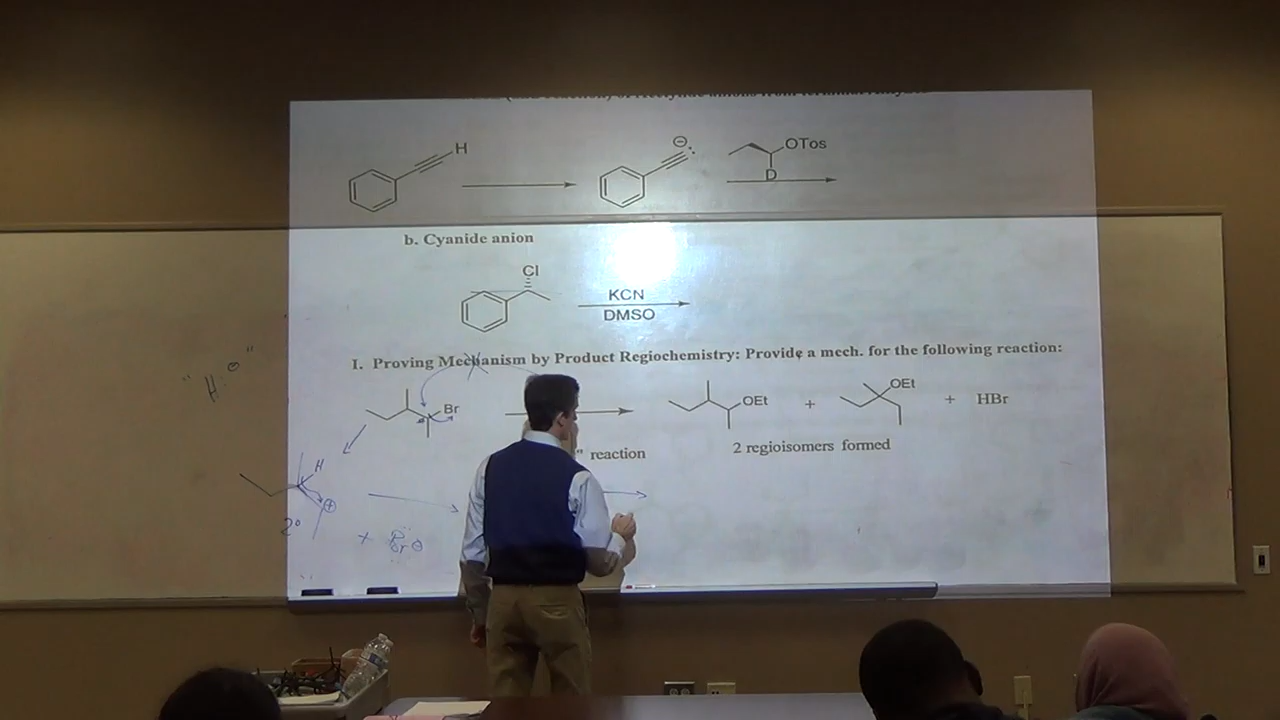 H
OTos
D
b. Cyanide anion
Cl
KCN
DMSO
I. Proving Mechanism by Product Regiochemistry: Provide a mech. for the following reaction:
"H:⊖"
Br
OEt
+
OEt
+ HBr
" reaction
2 regioisomers formed
H
⊕
2°
+ Br⊖